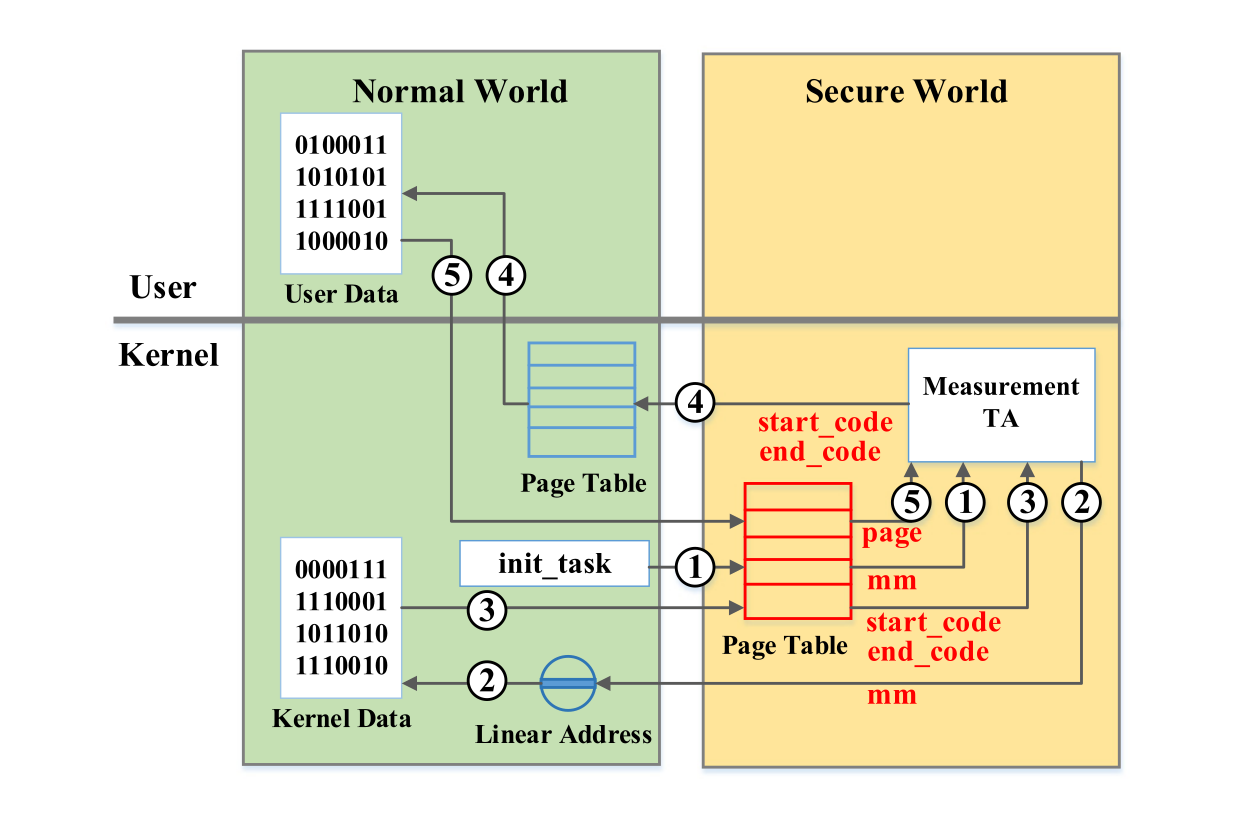 Normal World
Secure World
0100011
1010101
1111001
1000010
User Data
5
4
User
Kernel
Measurement
TA
4
start_code
end_code
Page Table
5
1
3
2
page
init_task
1
mm
0000111
1110001
1011010
1110010
3
start_code
end_code
Page Table
2
mm
Kernel Data
Linear Address